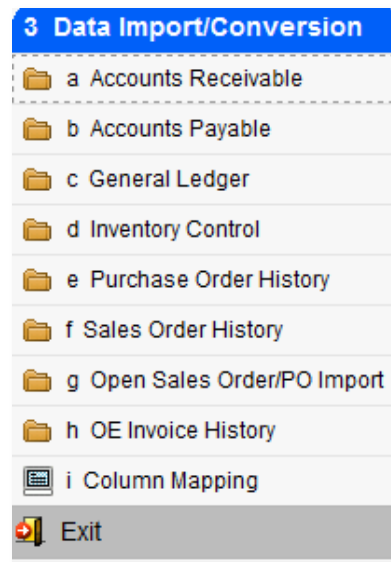 3 Data Import/Conversion
a Accounts Receivable
b Accounts Payable
c General Ledger
d Inventory Control
e Purchase Order History
f Sales Order History
g Open Sales Order/PO Import
h OE Invoice History
i Column Mapping
Exit